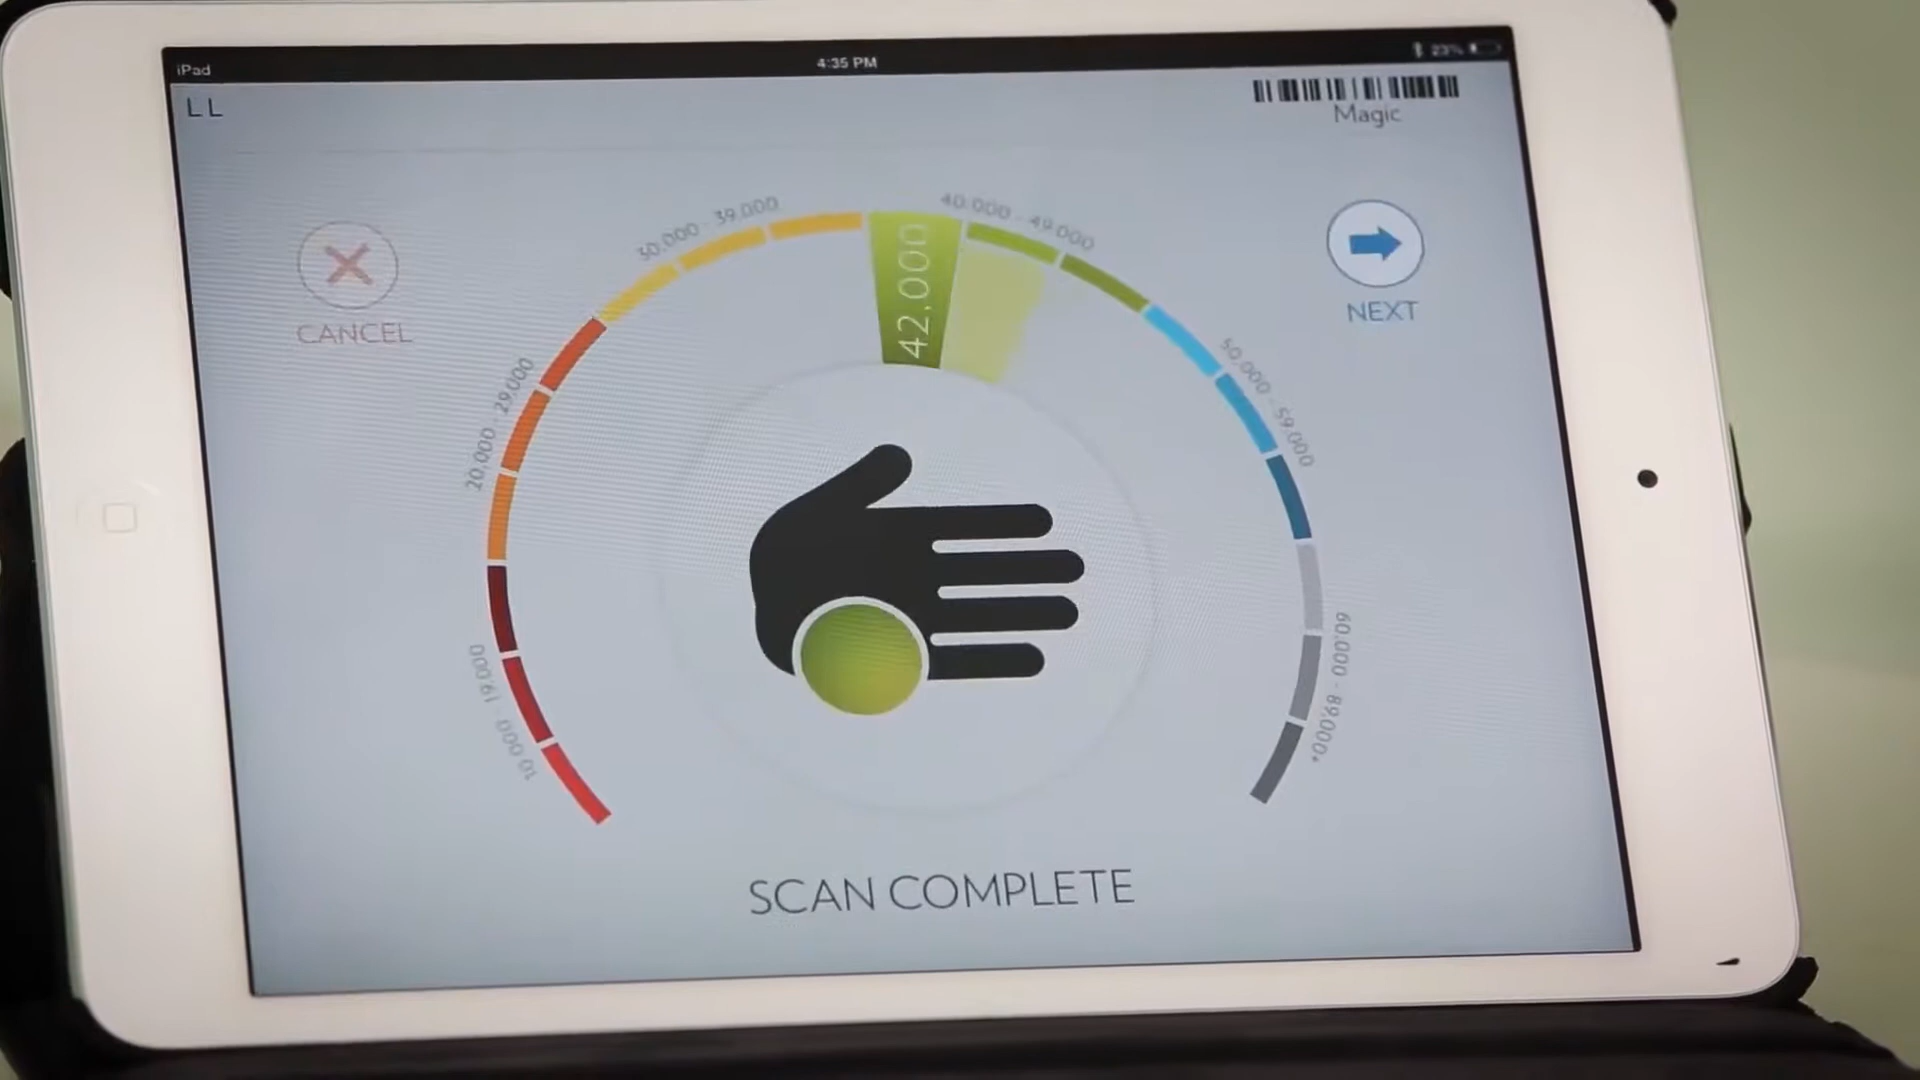 iPad
4:35 PM
23%
LL
Magic
CANCEL
NEXT
10,000 - 19,000
20,000 - 29,000
30,000 - 39,000
42,000
40,000 - 49,000
50,000 - 59,000
60,000 - 89,000+
SCAN COMPLETE